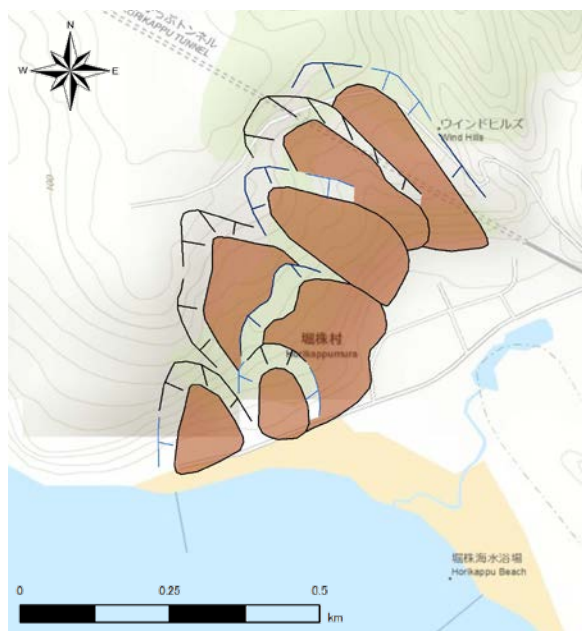 N
W E
S
っぷトンネル
ORIKAPPU TUNNEL
ウインドヒルズ
Wind Hills
堀株村
Horikappumura
堀株海水浴場
Horikappu Beach
0 0.25 0.5
km